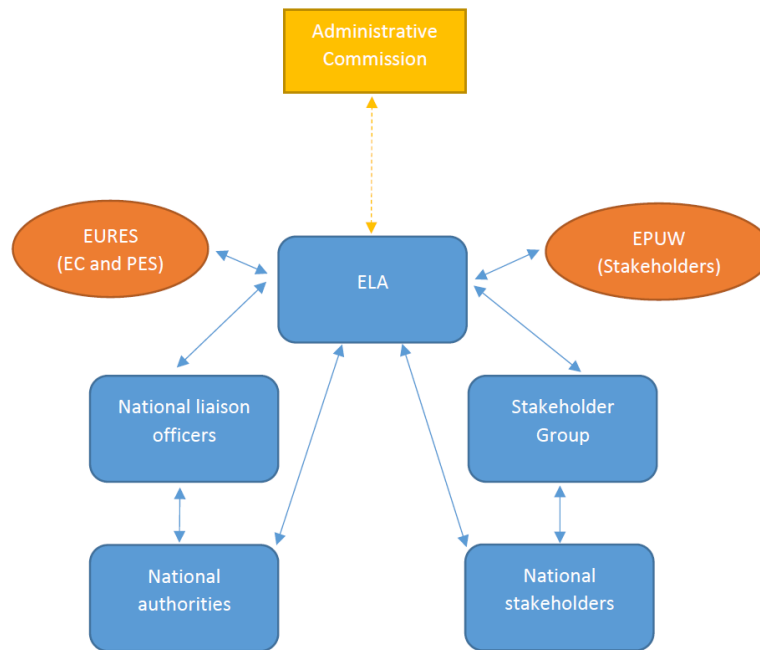 Administrative
Commission
EURES
(EC and PES)
EPUW
(Stakeholders)
ELA
National liaison
officers
Stakeholder
Group
National
authorities
National
stakeholders